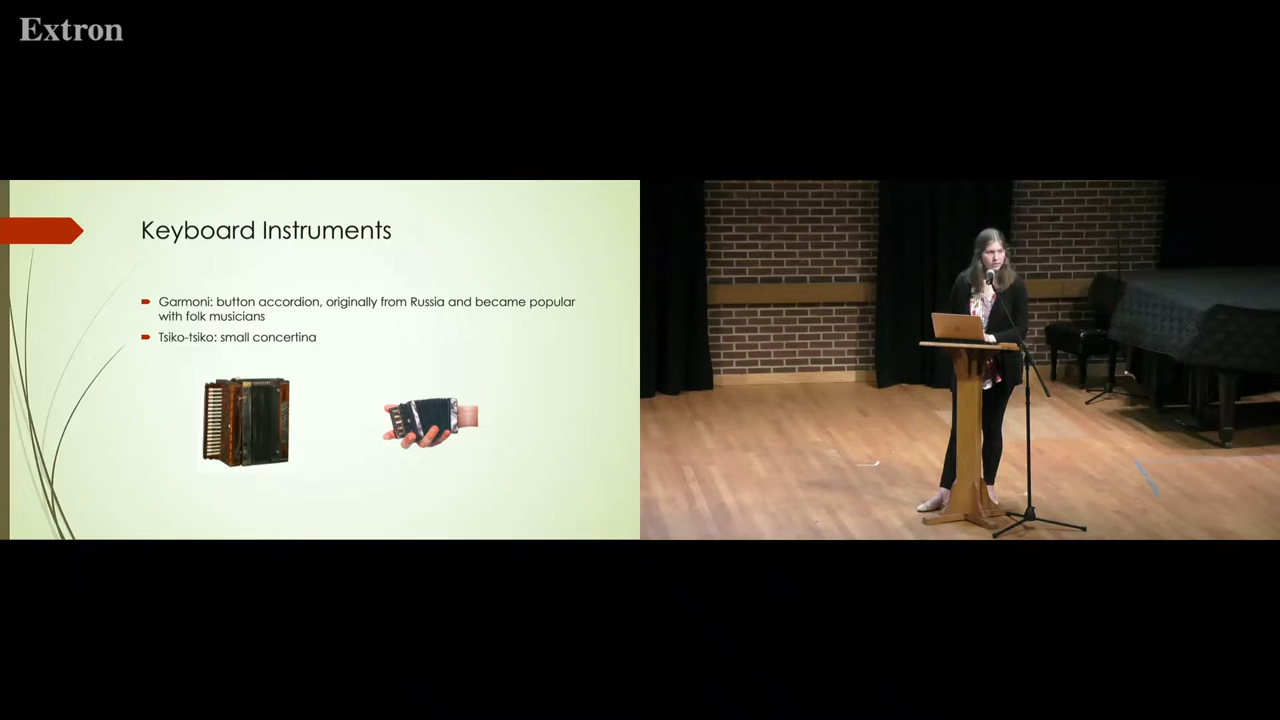 Extron
Keyboard Instruments
Garmoni: button accordion, originally from Russia and became popular
with folk musicians
Tsiko-tsiko: small concertina